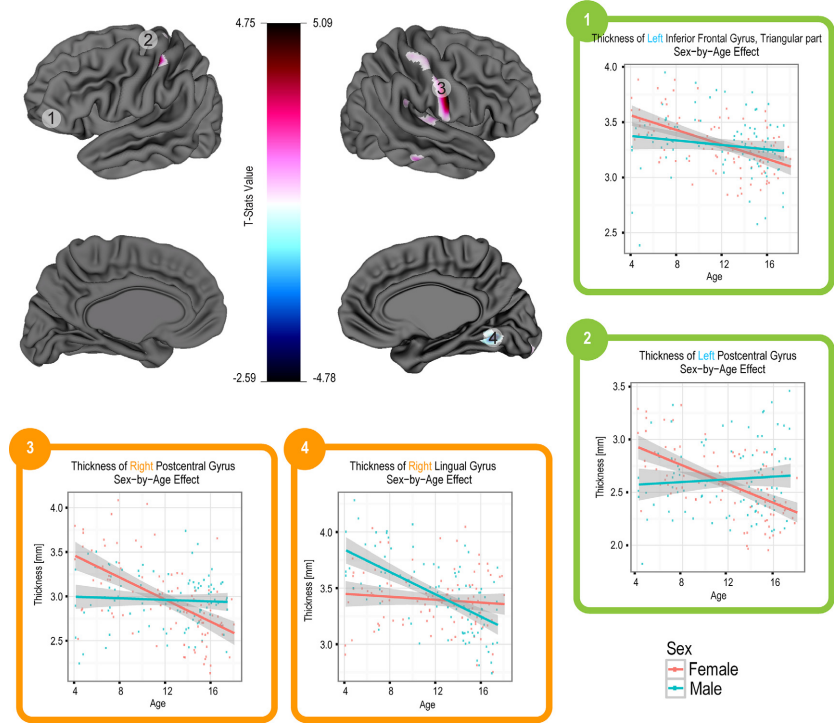 4.75
5.09
T-Stats Value
-2.59
-4.78
1
2
3
4
1
Thickness of Left Inferior Frontal Gyrus, Triangular part
Sex-by-Age Effect
4.0
3.5
3.0
2.5
4
8
12
16
Age
2
Thickness of Left Postcentral Gyrus
Sex-by-Age Effect
Thickness [mm]
3.5
3.0
2.5
2.0
4
8
12
16
Age
3
Thickness of Right Postcentral Gyrus
Sex-by-Age Effect
Thickness [mm]
4.0
3.5
3.0
2.5
4
8
12
16
Age
4
Thickness of Right Lingual Gyrus
Sex-by-Age Effect
Thickness [mm]
4.0
3.5
3.0
4
8
12
16
Age
Sex
Female
Male